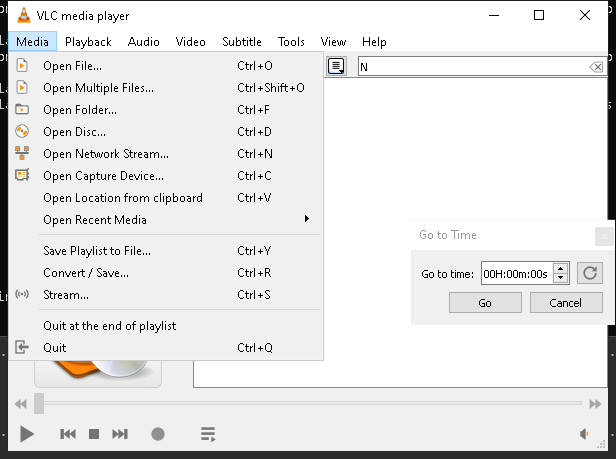 VLC media player
Media Playback Audio Video Subtitle Tools View Help
N
Open File... Ctrl+O
Open Multiple Files... Ctrl+Shift+O
Open Folder... Ctrl+F
Open Disc... Ctrl+D
Open Network Stream... Ctrl+N
Open Capture Device... Ctrl+C
Open Location from clipboard Ctrl+V
Open Recent Media
Save Playlist to File... Ctrl+Y
Convert / Save... Ctrl+R
Stream... Ctrl+S
Quit at the end of playlist
Quit Ctrl+Q
Go to Time
Go to time: 00H:00m:00s
Go Cancel